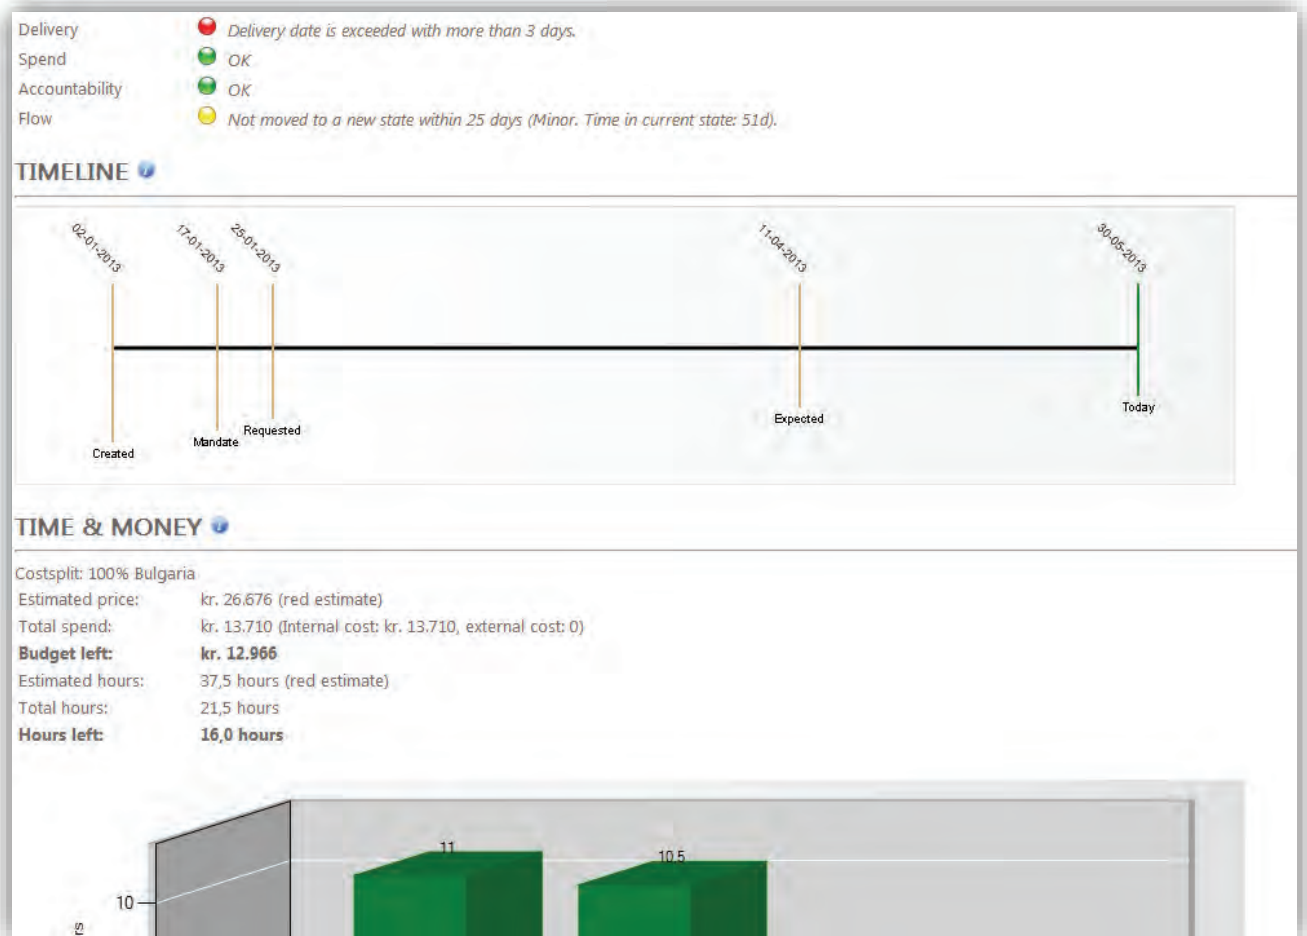 Delivery Delivery date is exceeded with more than 3 days.
Spend OK
Accountability OK
Flow Not moved to a new state within 25 days (Minor. Time in current state: 51d).
TIMELINE
02-01-2013 17-01-2013 25-01-2013 11-04-2013 30-05-2013
Created Mandate Requested Expected Today
TIME & MONEY
Costsplit: 100% Bulgaria
Estimated price: kr. 26.676 (red estimate)
Total spend: kr. 13.710 (Internal cost: kr. 13.710, external cost: 0)
Budget left: kr. 12.966
Estimated hours: 37,5 hours (red estimate)
Total hours: 21,5 hours
Hours left: 16,0 hours
11 10.5
10